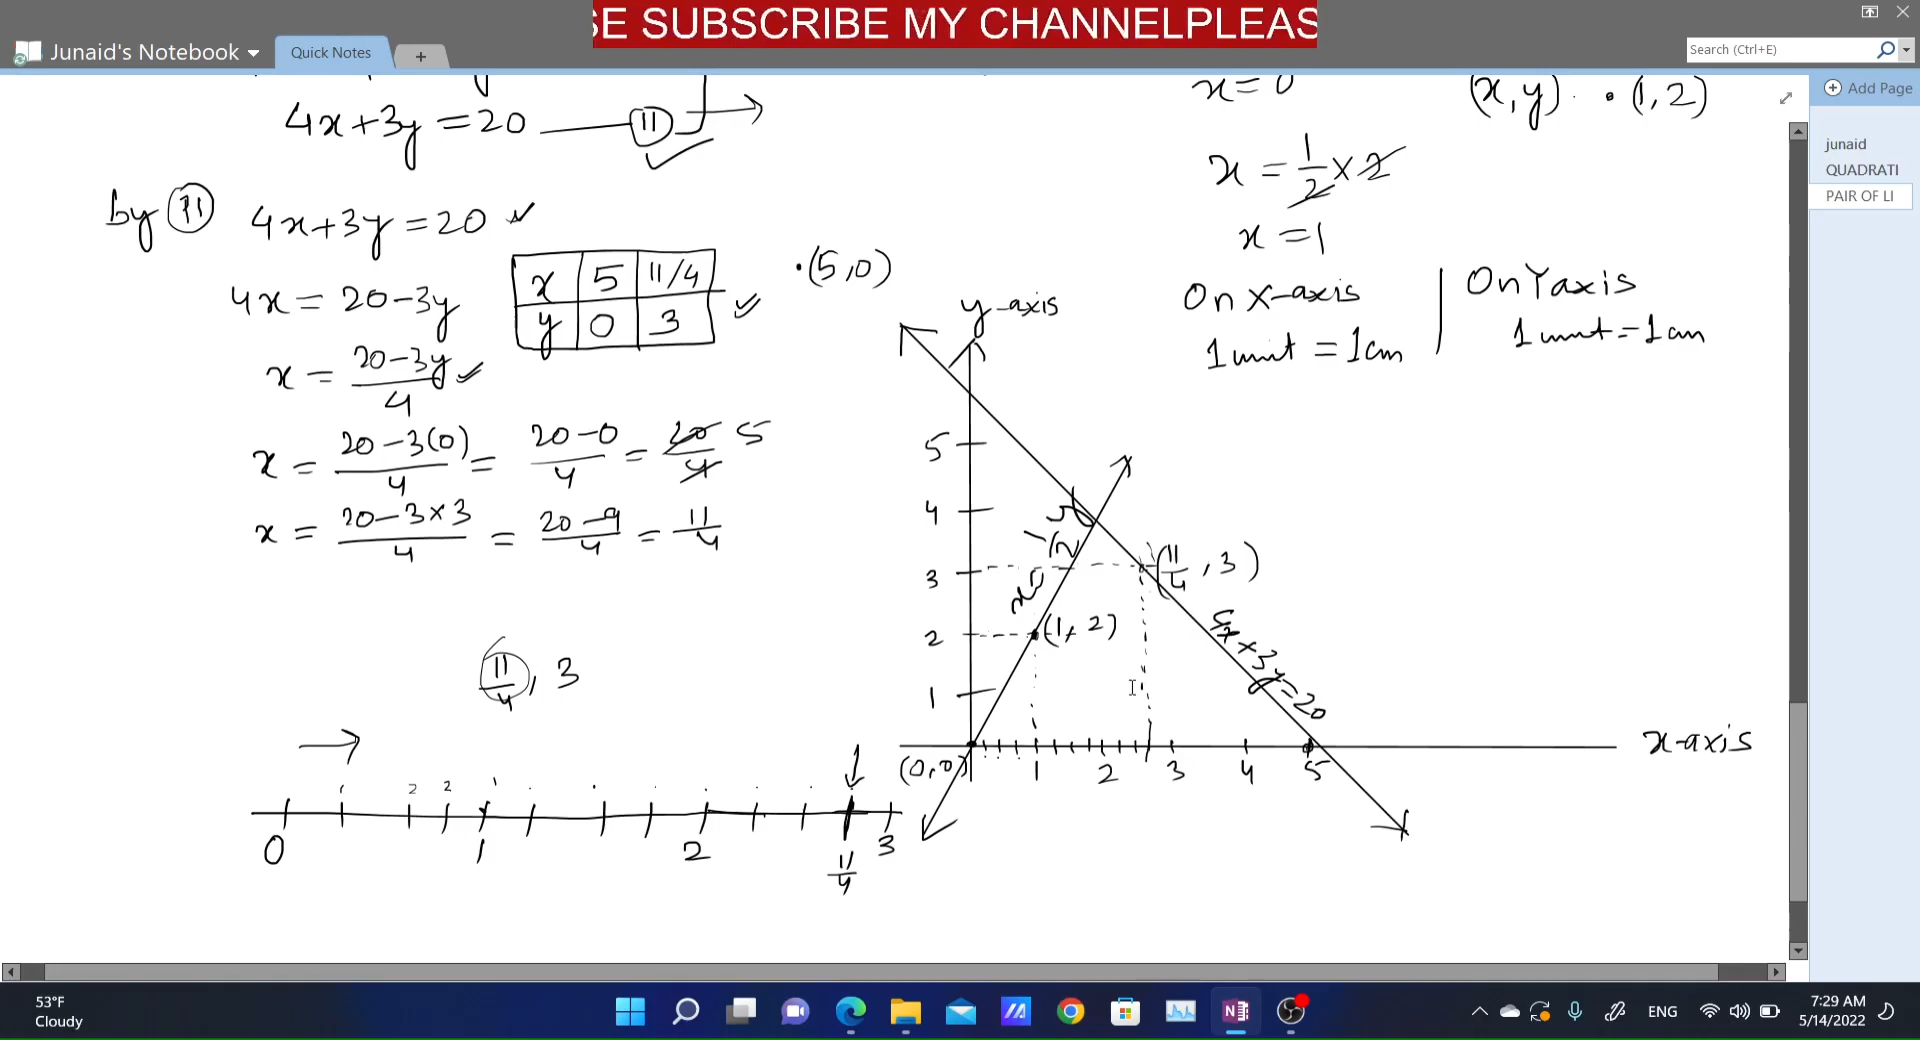 SE SUBSCRIBE MY CHANNELPLEAS
Junaid's Notebook
Quick Notes
+
Search (Ctrl+E)
Add Page
junaid
QUADRATI
PAIR OF LI
4x+3y=20 —— 11
x=0
(x,y) . • (1,2)
x = 1/2 × 2
x = 1
by 11 4x+3y=20
4x = 20-3y
x | 5 | 11/4
y | 0 | 3
•(5,0)
x = 20-3y/4
x = 20-3(0)/4 = 20-0/4 = 20/4 5
x = 20-3×3/4 = 20-9/4 = 11/4
On X-axis
1 unit = 1cm
On Y axis
1 unit = 1cm
y-axis
5
4
3
2
1
(11/4, 3)
(1, 2)
+3y=20
(0,0)
1 2 3 4 5
x-axis
11/4, 3
0 1 2 11/4 3
53°F
Cloudy
ENG
7:29 AM
5/14/2022